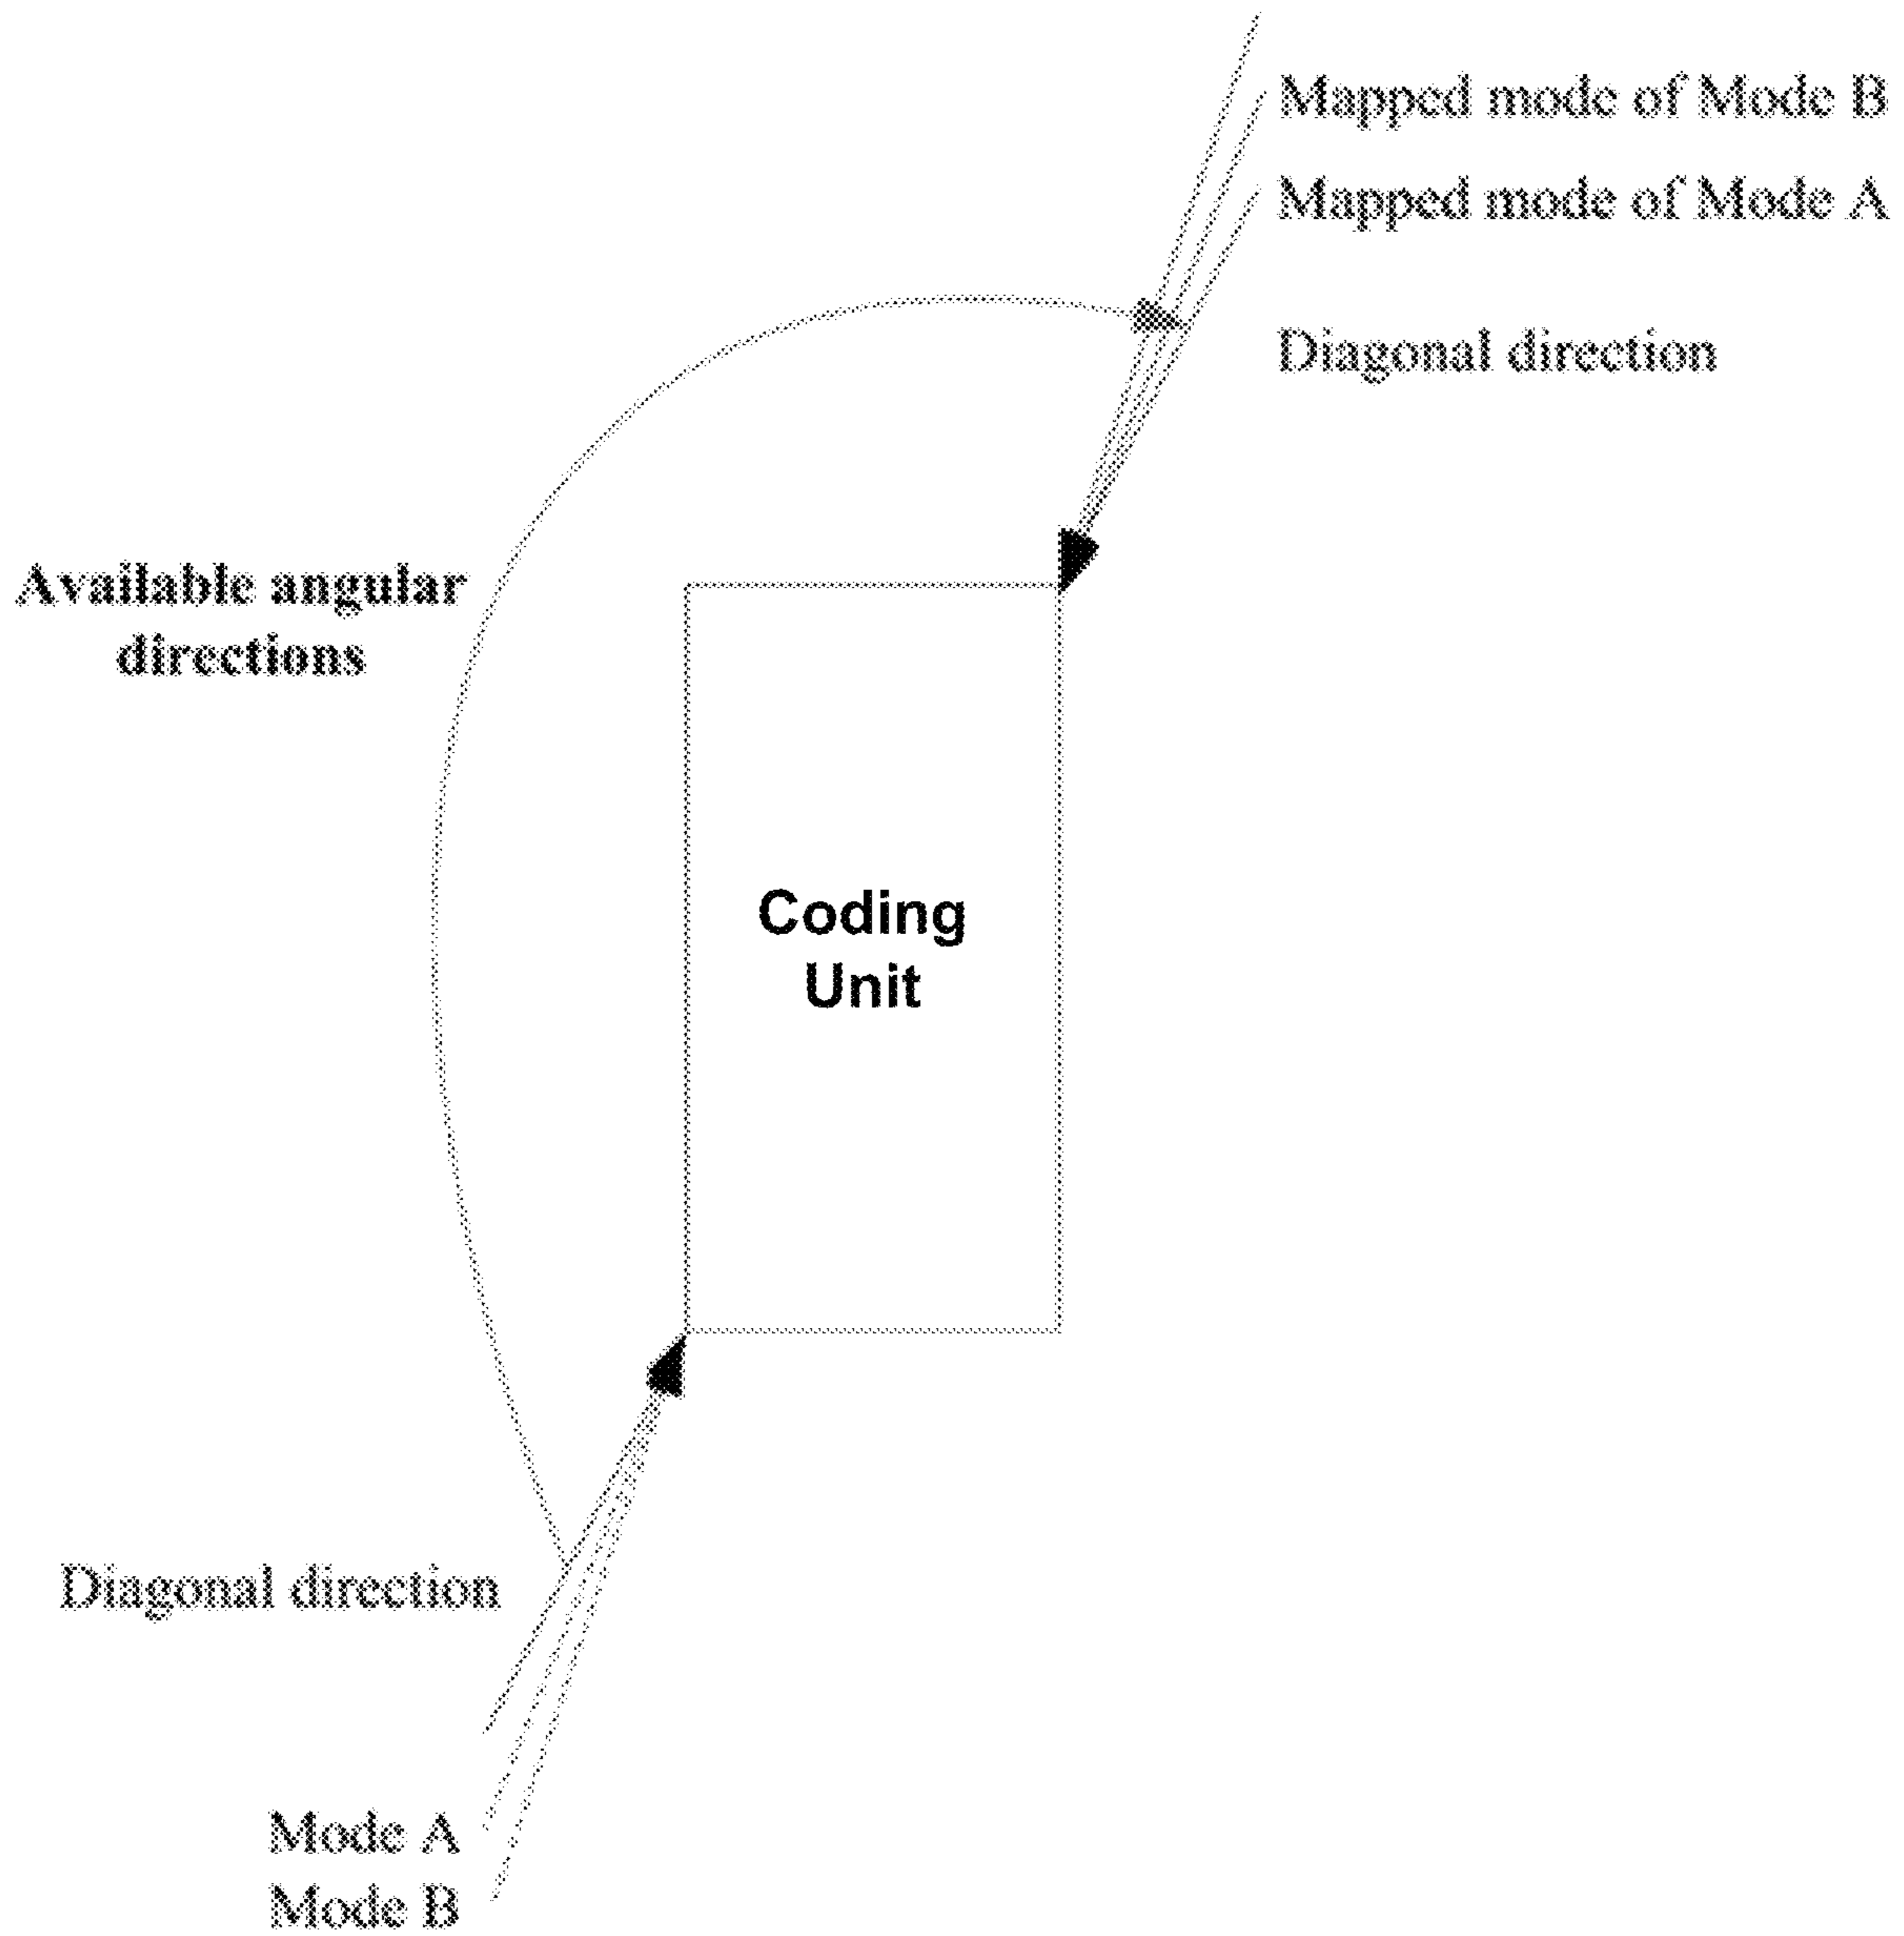 Mapped mode of Mode B
Mapped mode of Mode A
Diagonal direction
Available angular
directions
Coding
Unit
Diagonal direction
Mode A
Mode B